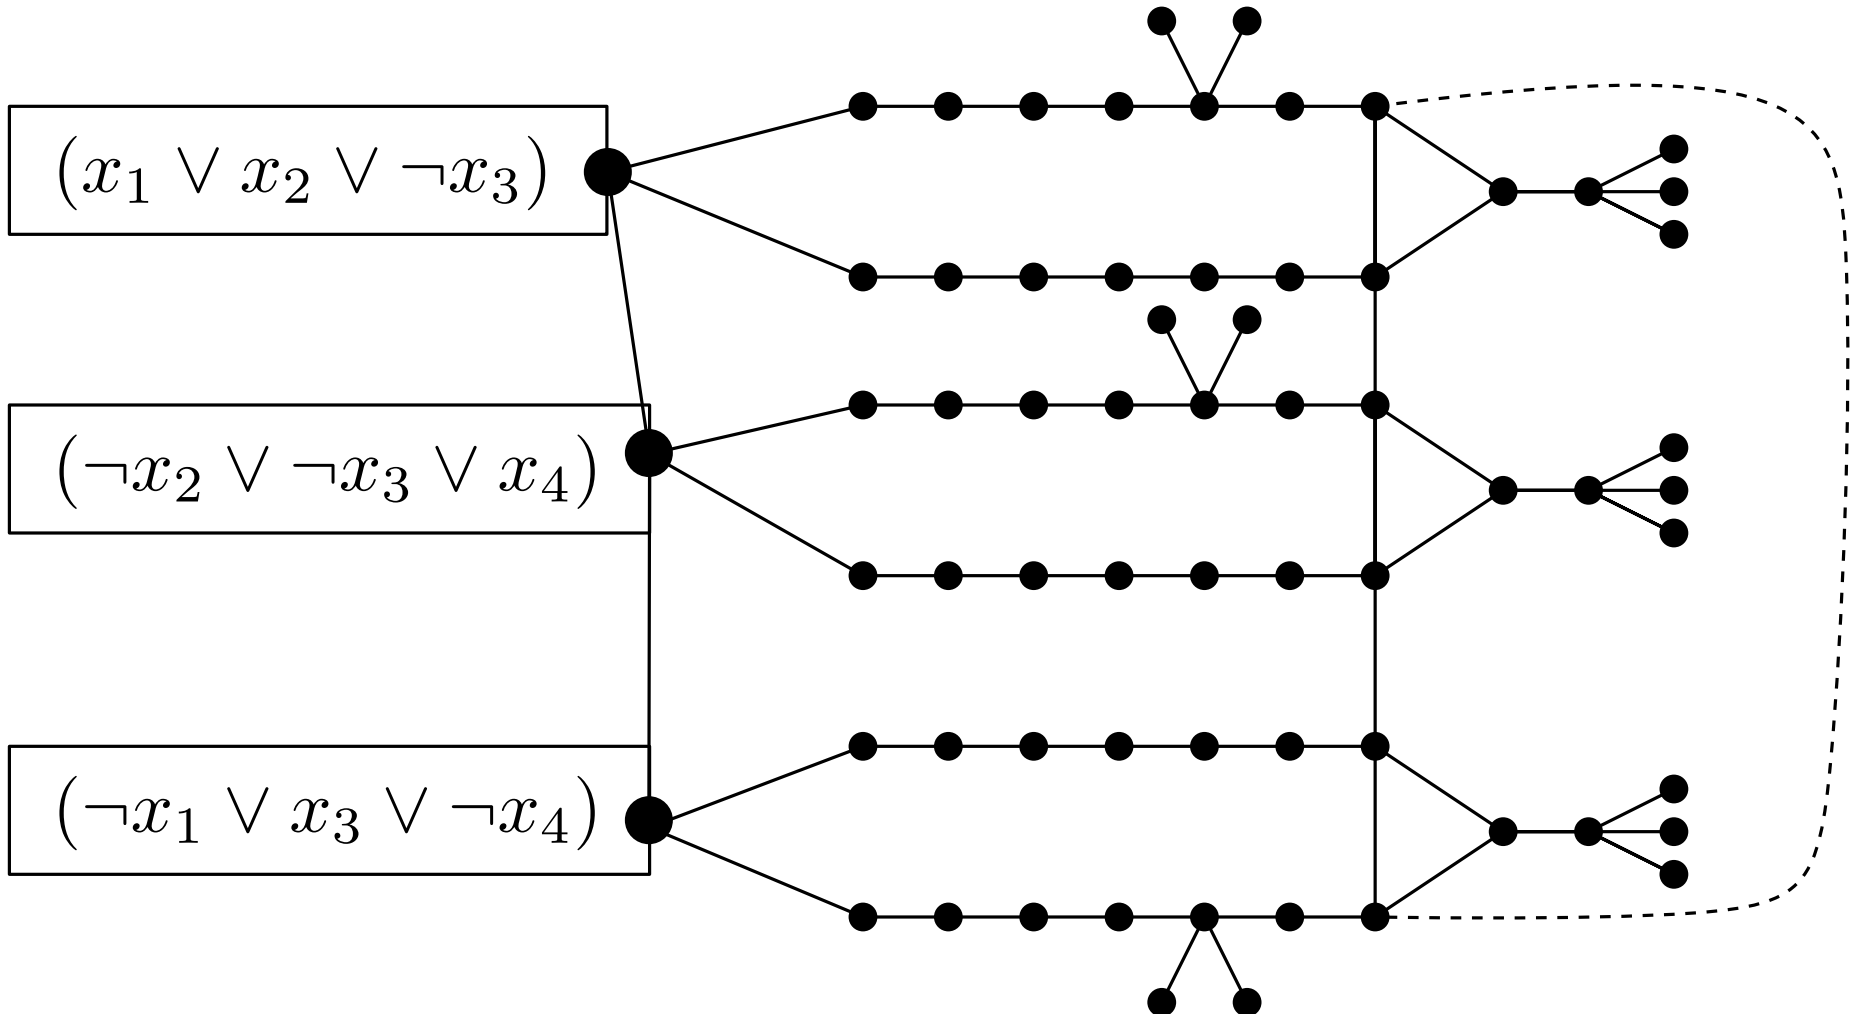 (x₁ ∨ x₂ ∨ ¬x₃)
(¬x₂ ∨ ¬x₃ ∨ x₄)
(¬x₁ ∨ x₃ ∨ ¬x₄)